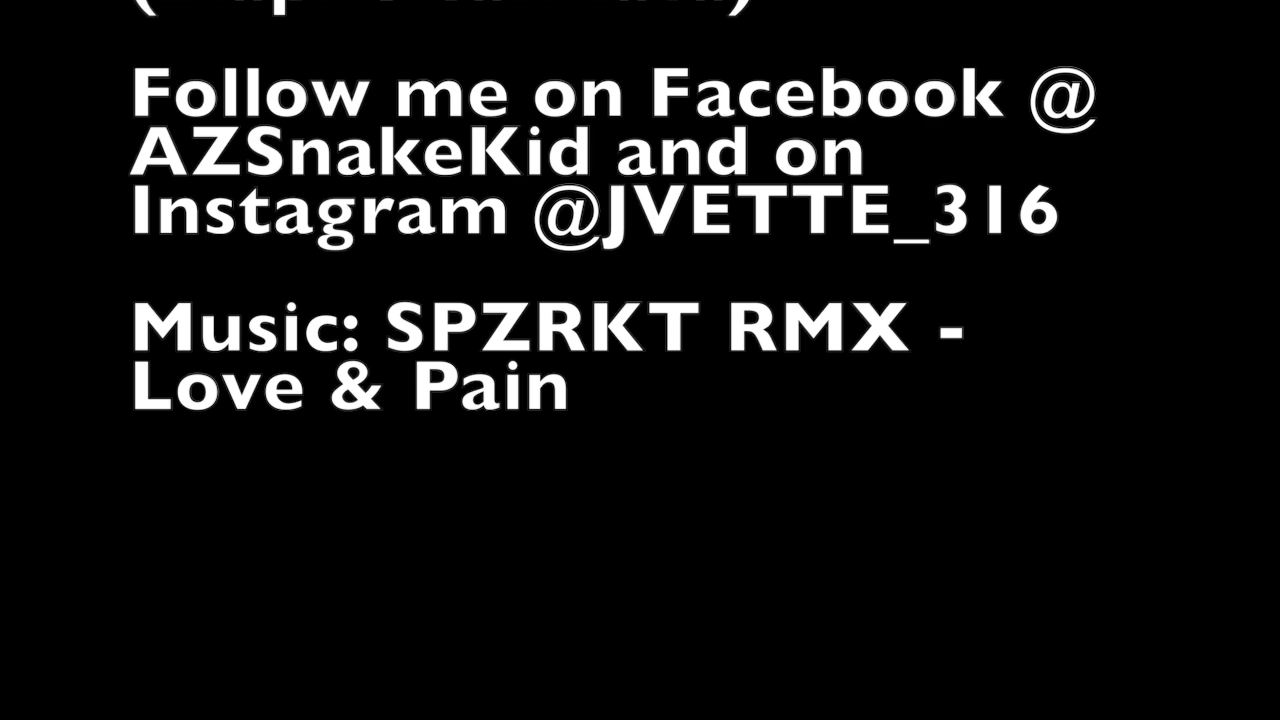 Follow me on Facebook @
AZSnakeKid and on
Instagram @JVETTE_316
Music: SPZRKT RMX -
Love & Pain